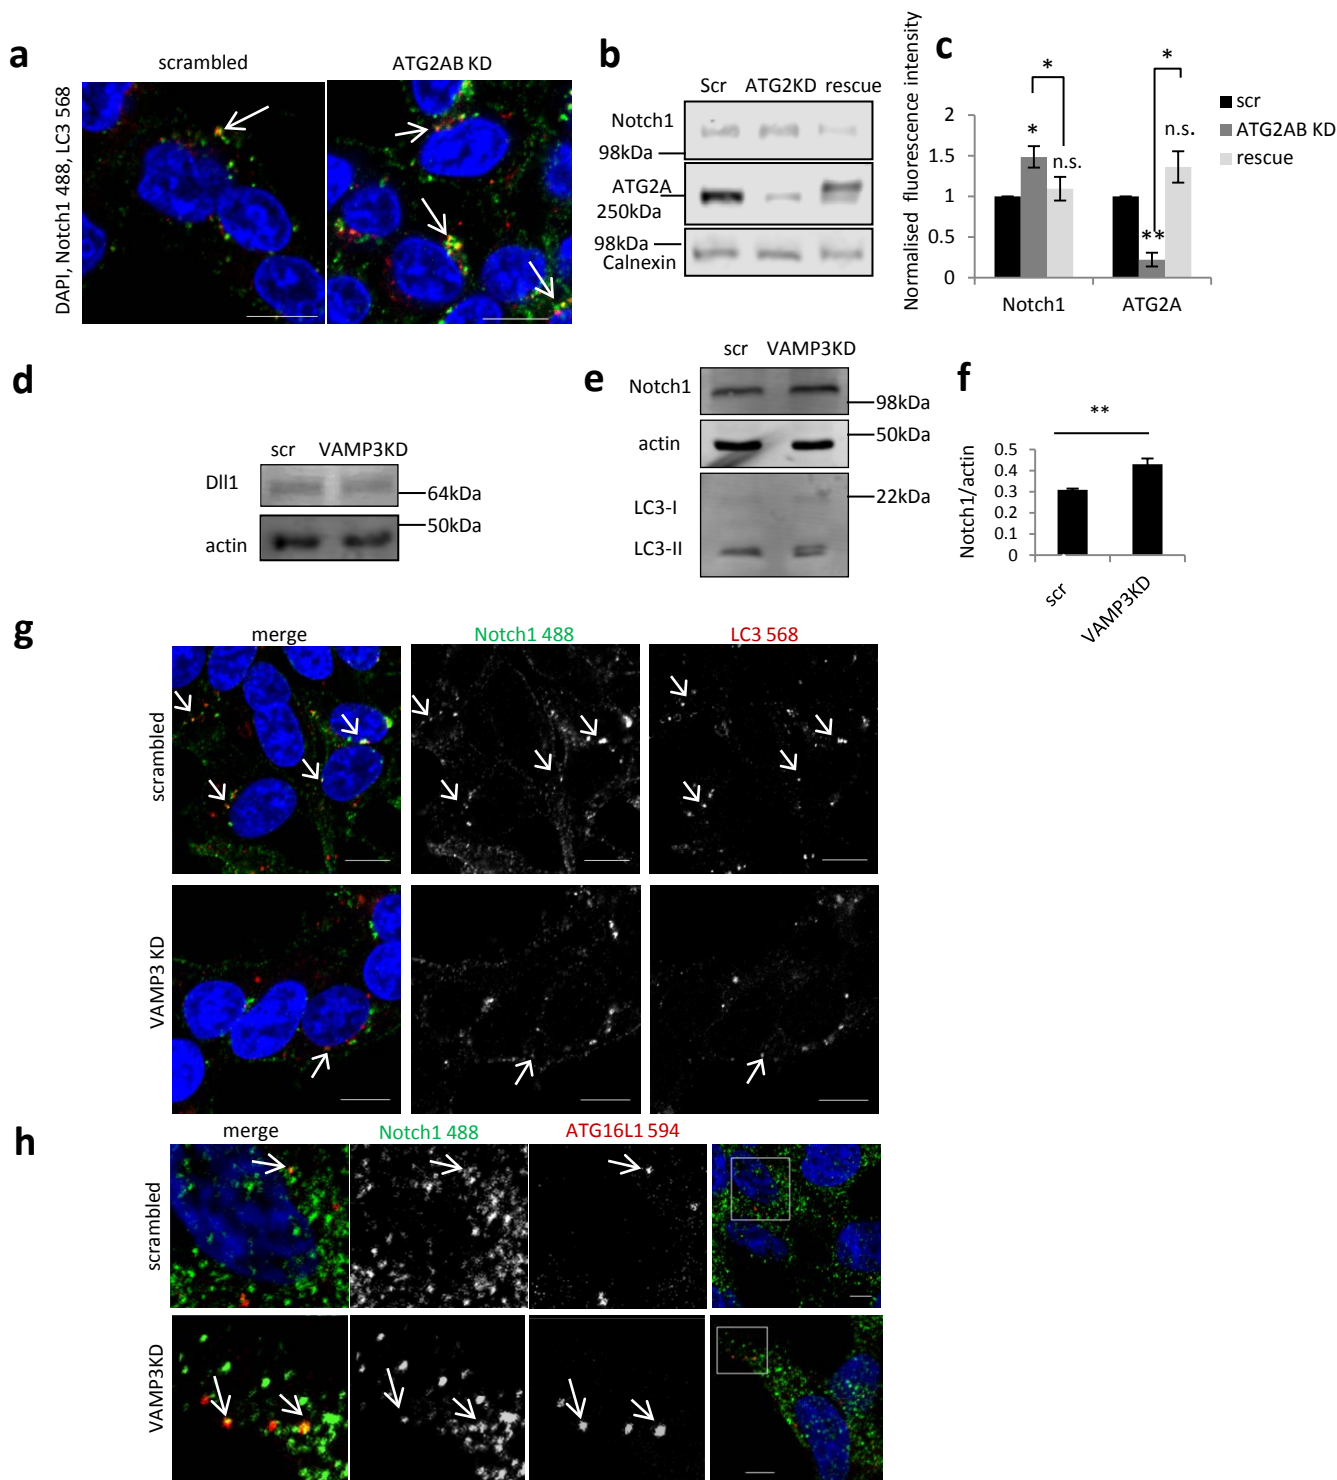 a
scrambled
ATG2AB KD
DAPI, Notch1 488, LC3 568
b
Scr ATG2KD rescue
Notch1
98kDa
ATG2A
250kDa
98kDa
Calnexin
c
Normalised fluorescence intensity
2
1.5
1
0.5
0
*
*
n.s.
*
n.s.
**
Notch1
ATG2A
scr
ATG2AB KD
rescue
d
scr VAMP3KD
Dll1
64kDa
50kDa
actin
e
scr VAMP3KD
Notch1
98kDa
50kDa
actin
22kDa
LC3-I
LC3-II
f
**
Notch1/actin
0.5
0.4
0.3
0.2
0.1
0
scr
VAMP3KD
g
merge
Notch1 488
LC3 568
scrambled
VAMP3 KD
h
merge
Notch1 488
ATG16L1 594
scrambled
VAMP3KD